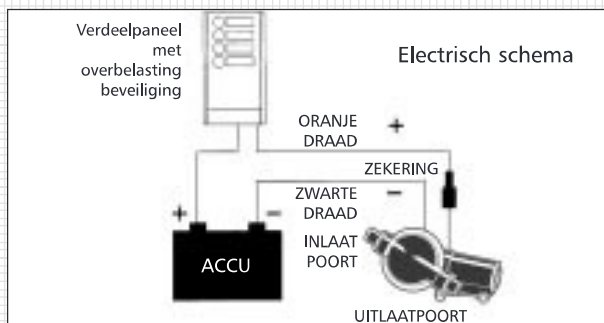 Verdeelpaneel
met
overbelasting
beveiliging
Electrisch schema
ORANJE
DRAAD
+
ZEKERING
ZWARTE
DRAAD
–
+
–
ACCU
INLAAT
POORT
UITLAATPOORT